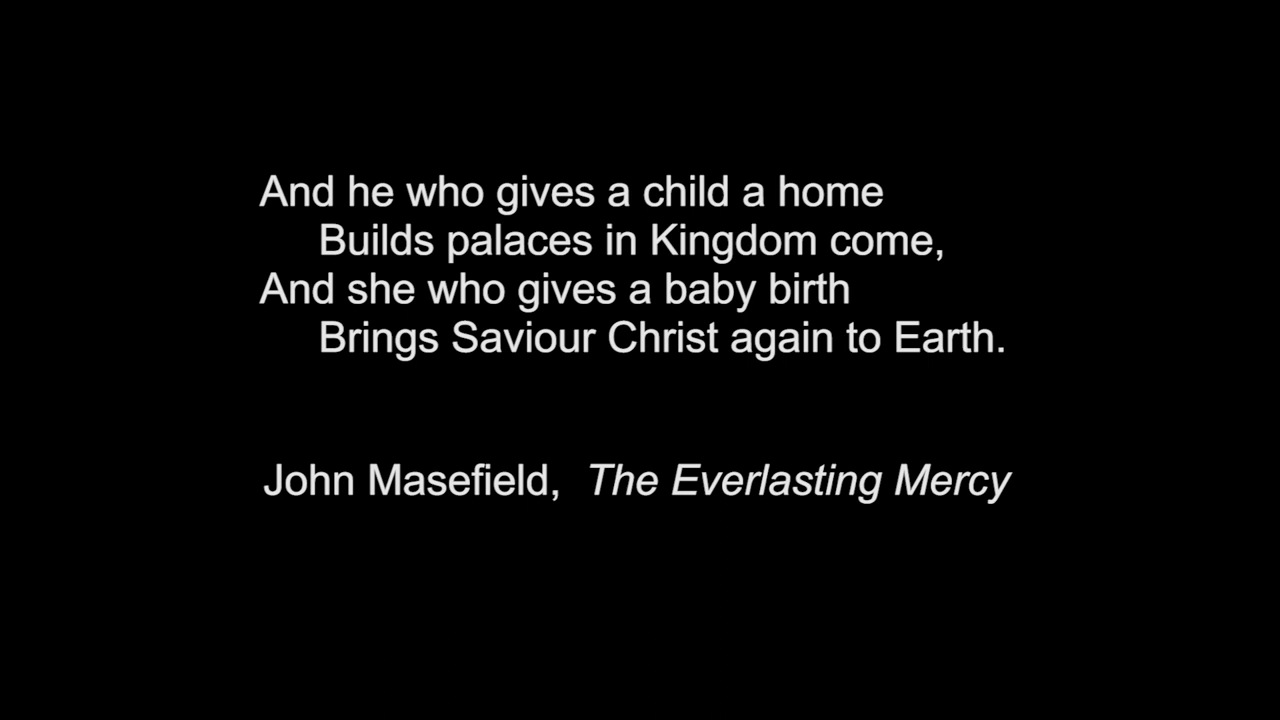 And he who gives a child a home
Builds palaces in Kingdom come,
And she who gives a baby birth
Brings Saviour Christ again to Earth.
John Masefield, The Everlasting Mercy